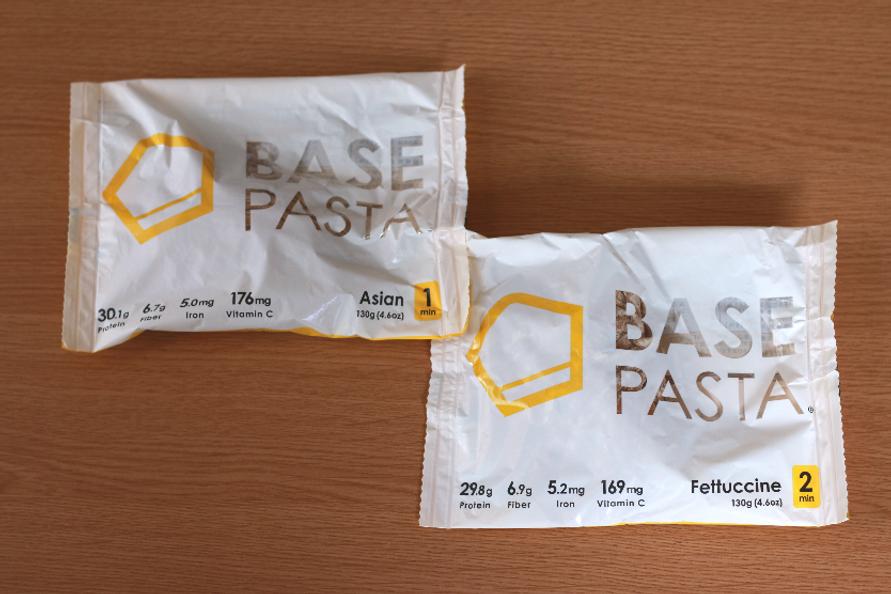 BASE
PASTA
30.1g 6.7g 5.0mg 176mg
Protein Fiber Iron Vitamin C
Asian 1
130g (4.6oz) min
BASE
PASTA®
29.8g 6.9g 5.2mg 169mg
Protein Fiber Iron Vitamin C
Fettuccine 2
130g (4.6oz) min